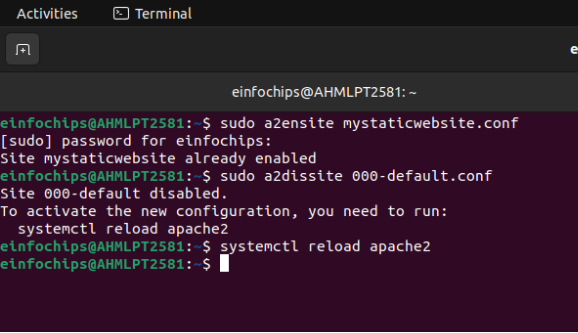 Activities Terminal
e
einfochips@AHMLPT2581: ~
einfochips@AHMLPT2581:~$ sudo a2ensite mystaticwebsite.conf
[sudo] password for einfochips:
Site mystaticwebsite already enabled
einfochips@AHMLPT2581:~$ sudo a2dissite 000-default.conf
Site 000-default disabled.
To activate the new configuration, you need to run:
  systemctl reload apache2
einfochips@AHMLPT2581:~$ systemctl reload apache2
einfochips@AHMLPT2581:~$